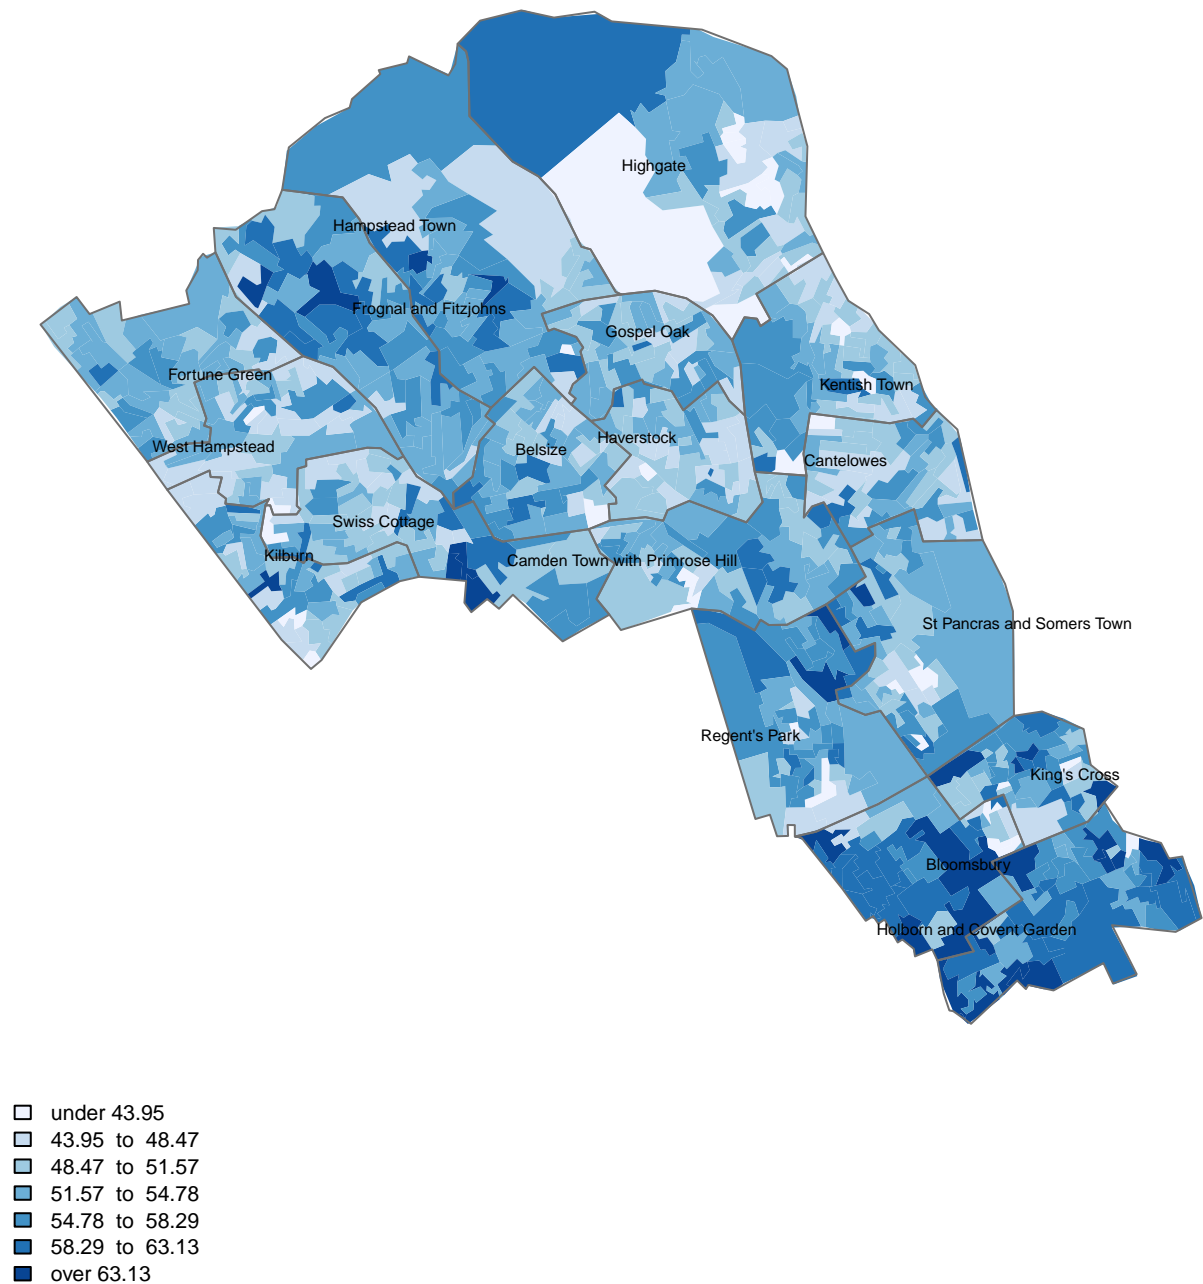 Highgate
Hampstead Town
Frognal and Fitzjohns
Gospel Oak
Fortune Green
Kentish Town
West Hampstead
Belsize
Haverstock
Cantelowes
Swiss Cottage
Kilburn
Camden Town with Primrose Hill
St Pancras and Somers Town
Regent's Park
King's Cross
Bloomsbury
Holborn and Covent Garden
under 43.95
43.95 to 48.47
48.47 to 51.57
51.57 to 54.78
54.78 to 58.29
58.29 to 63.13
over 63.13